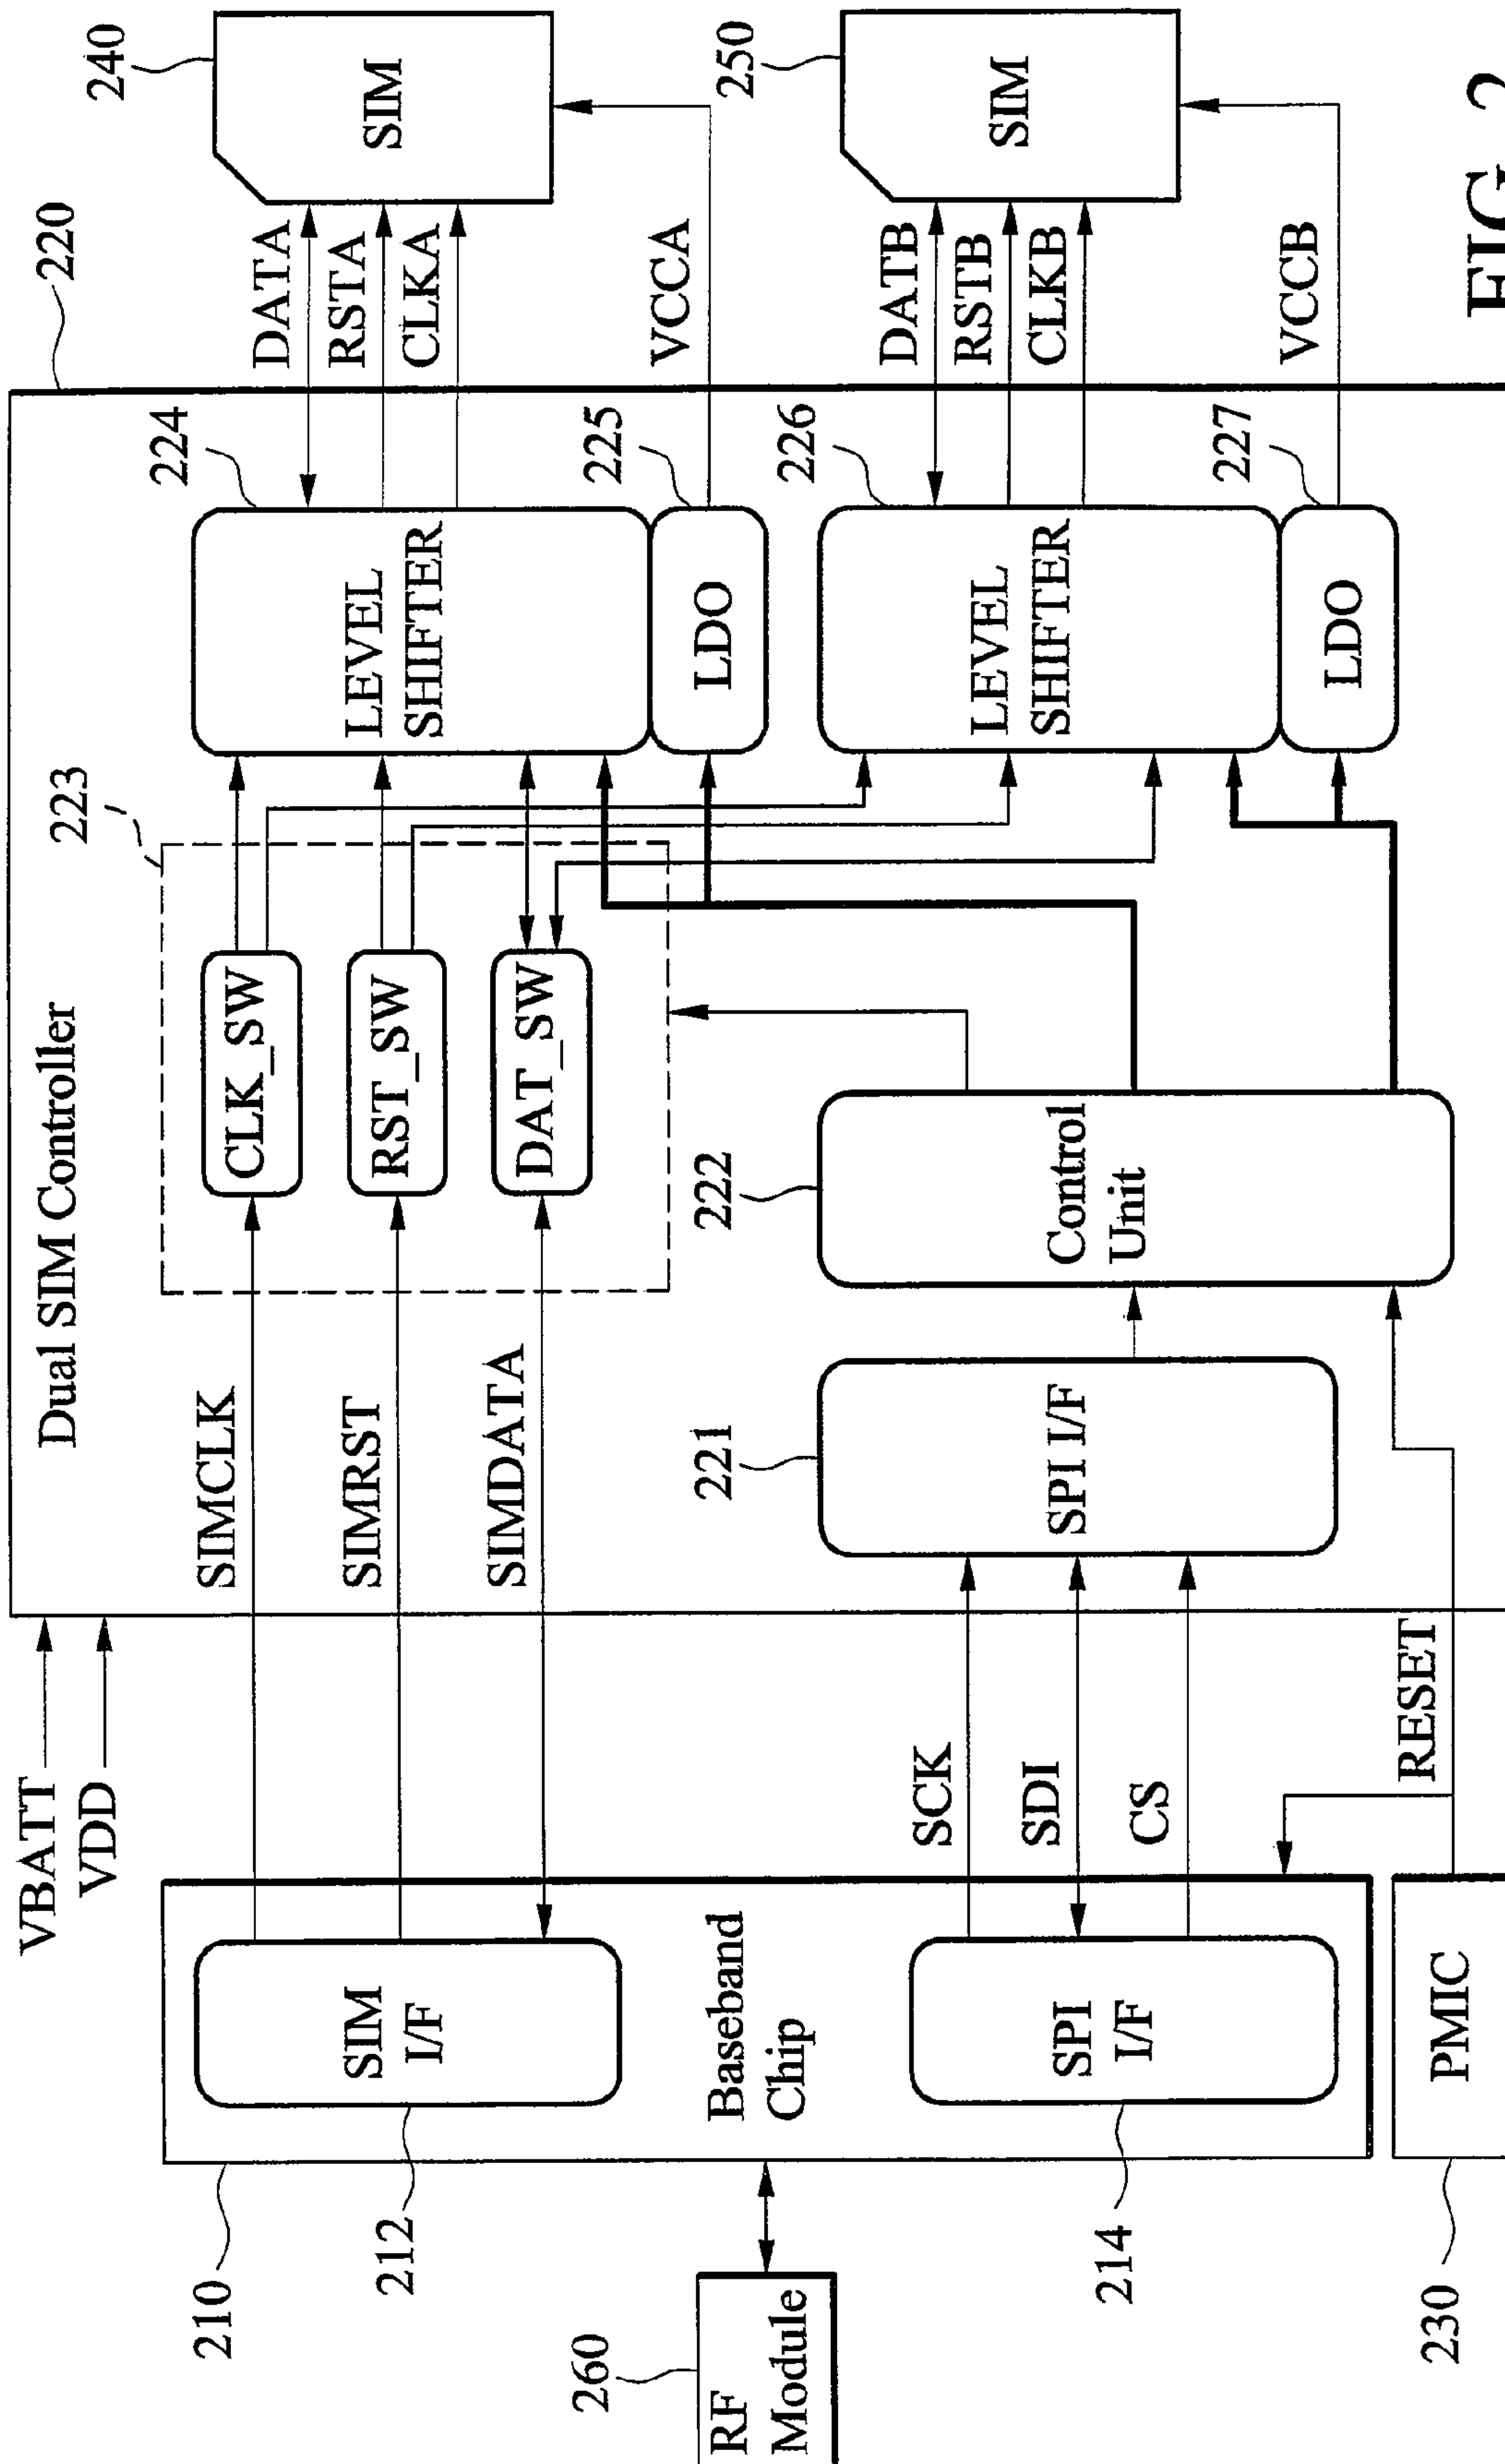 VBATT
VDD
Dual SIM Controller
220
223
224
240
SIMCLK
CLK_SW
LEVEL
SHIFTER
DATA
RSTA
CLKA
SIM
SIMRST
RST_SW
SIMDATA
DAT_SW
225
LDO
VCCA
210
212
SIM
I/F
Baseband
Chip
260
RF
Module
214
SPI
I/F
SCK
SDI
CS
221
SPI I/F
222
Control
Unit
226
LEVEL
SHIFTER
DATB
RSTB
CLKB
250
SIM
227
LDO
VCCB
230
PMIC
RESET
FIG. 2